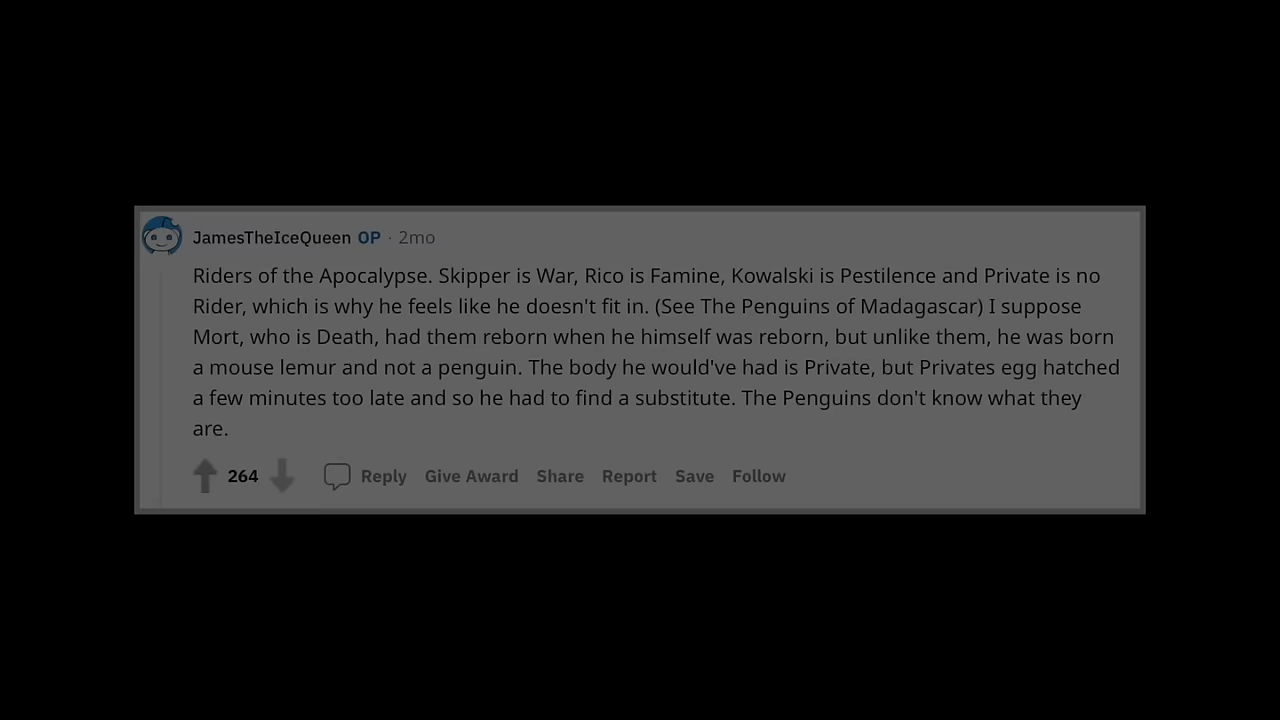 JamesTheIceQueen OP · 2mo
Riders of the Apocalypse. Skipper is War, Rico is Famine, Kowalski is Pestilence and Private is no
Rider, which is why he feels like he doesn't fit in. (See The Penguins of Madagascar) I suppose
Mort, who is Death, had them reborn when he himself was reborn, but unlike them, he was born
a mouse lemur and not a penguin. The body he would've had is Private, but Privates egg hatched
a few minutes too late and so he had to find a substitute. The Penguins don't know what they
are.
264 Reply Give Award Share Report Save Follow